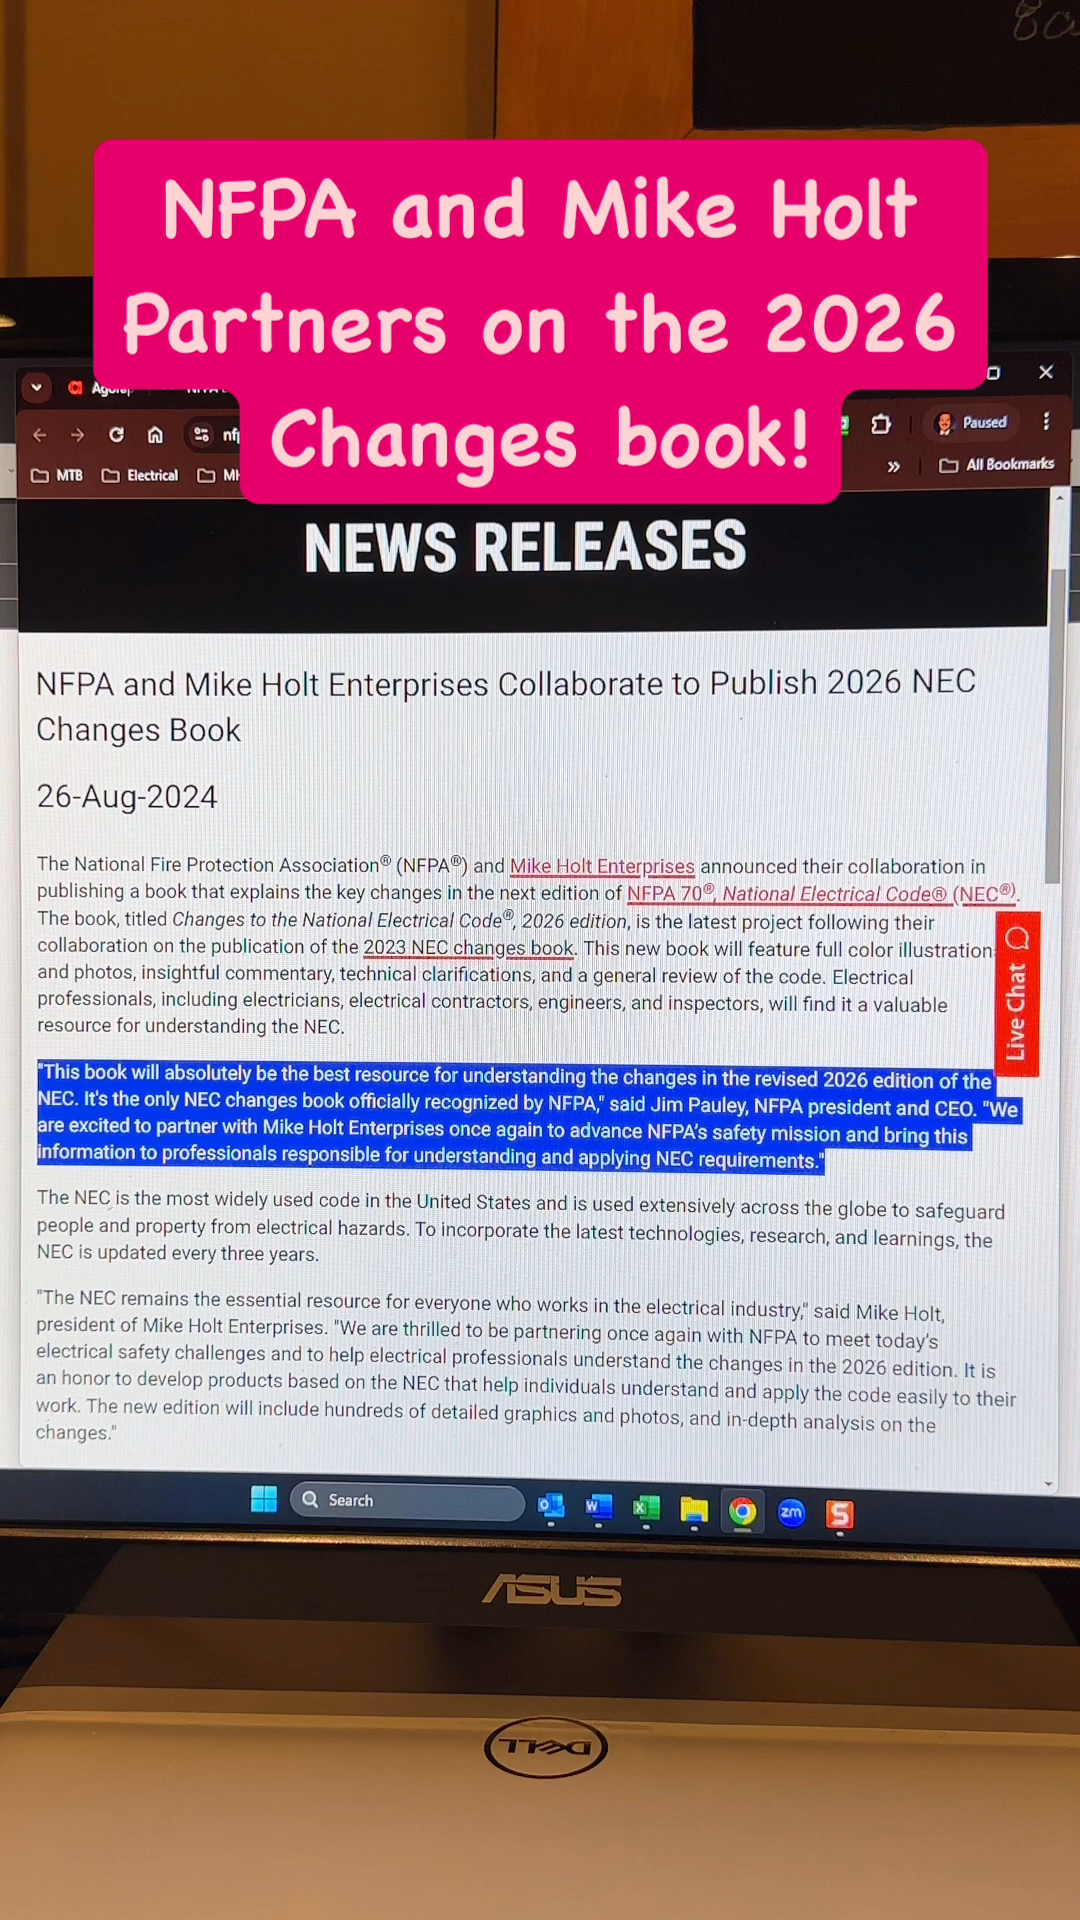 Ba
NFPA and Mike Holt
Partners on the 2026
Changes book!
Paused
MTB
Electrical
All Bookmarks
NEWS RELEASES
NFPA and Mike Holt Enterprises Collaborate to Publish 2026 NEC
Changes Book
26-Aug-2024
The National Fire Protection Association® (NFPA®) and Mike Holt Enterprises announced their collaboration in
publishing a book that explains the key changes in the next edition of NFPA 70®, National Electrical Code® (NEC®).
The book, titled Changes to the National Electrical Code®, 2026 edition, is the latest project following their
collaboration on the publication of the 2023 NEC changes book. This new book will feature full color illustration
and photos, insightful commentary, technical clarifications, and a general review of the code. Electrical
professionals, including electricians, electrical contractors, engineers, and inspectors, will find it a valuable
resource for understanding the NEC.
Live Chat
"This book will absolutely be the best resource for understanding the changes in the revised 2026 edition of the
NEC. It's the only NEC changes book officially recognized by NFPA," said Jim Pauley, NFPA president and CEO. "We
are excited to partner with Mike Holt Enterprises once again to advance NFPA's safety mission and bring this
information to professionals responsible for understanding and applying NEC requirements."
The NEC is the most widely used code in the United States and is used extensively across the globe to safeguard
people and property from electrical hazards. To incorporate the latest technologies, research, and learnings, the
NEC is updated every three years.
"The NEC remains the essential resource for everyone who works in the electrical industry," said Mike Holt,
president of Mike Holt Enterprises. "We are thrilled to be partnering once again with NFPA to meet today's
electrical safety challenges and to help electrical professionals understand the changes in the 2026 edition. It is
an honor to develop products based on the NEC that help individuals understand and apply the code easily to their
work. The new edition will include hundreds of detailed graphics and photos, and in-depth analysis on the
changes."
Search
zm
ASUS
DELL